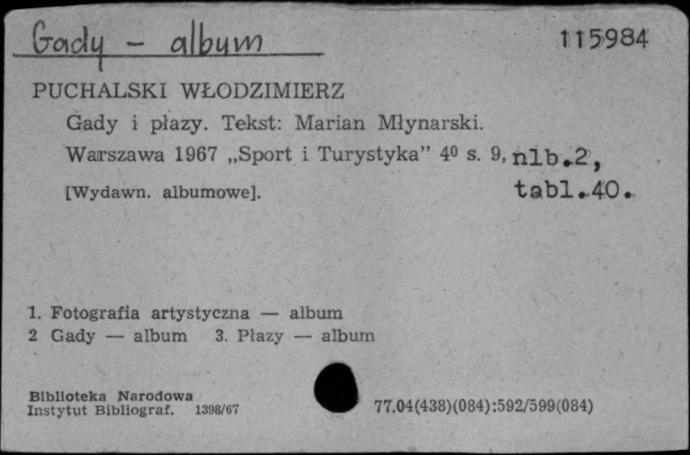 Gady - album 115984
PUCHALSKI WŁODZIMIERZ
Gady i płazy. Tekst: Marian Młynarski.
Warszawa 1967 „Sport i Turystyka” 4⁰ s. 9, nlb.2,
[Wydawn. albumowe]. tabl.40.
1. Fotografia artystyczna — album
2 Gady — album 3. Płazy — album
Biblioteka Narodowa
Instytut Bibliograf. 1398/67 77.04(438)(084):592/599(084)